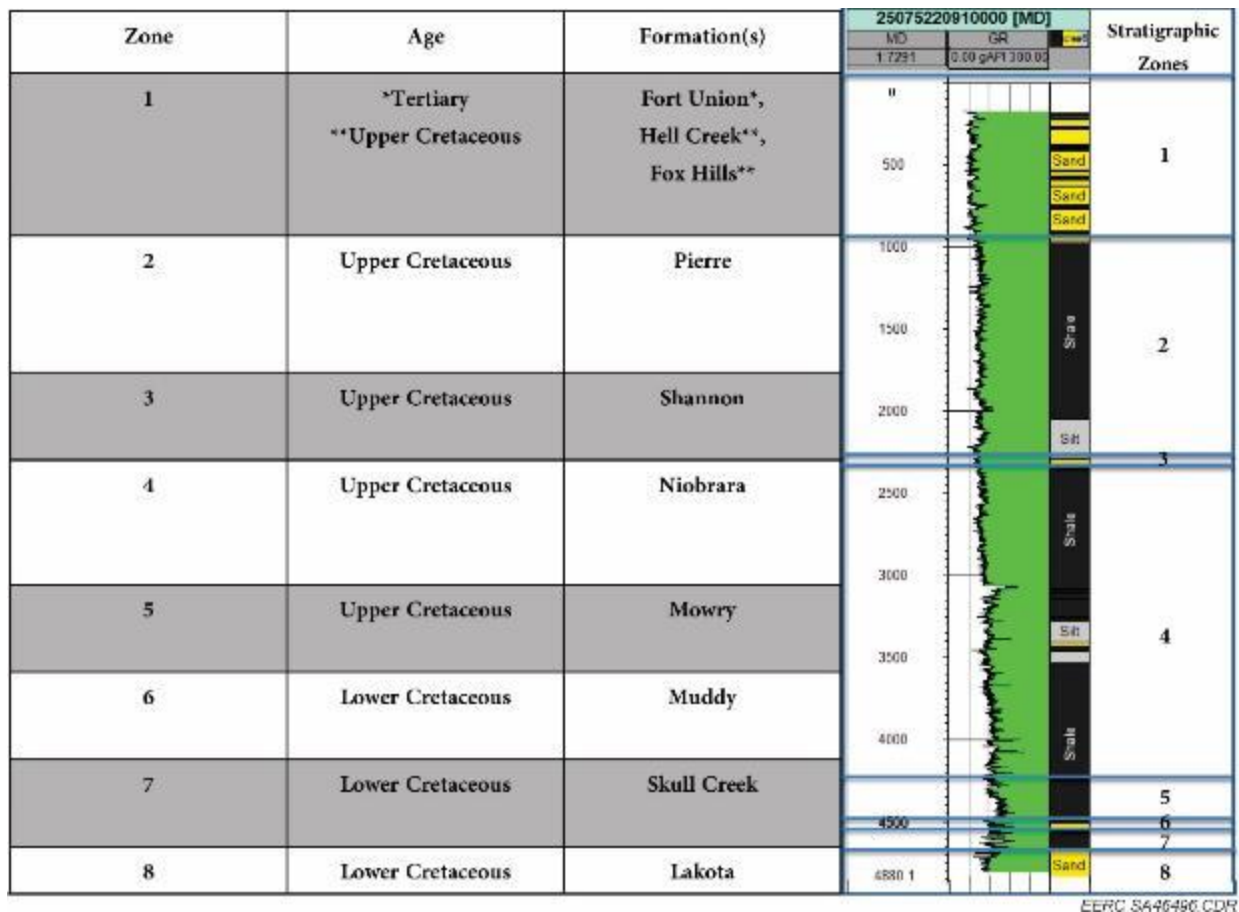 Zone Age Formation(s)
1 *Tertiary Fort Union*,
**Upper Cretaceous Hell Creek**,
Fox Hills**
2 Upper Cretaceous Pierre
3 Upper Cretaceous Shannon
4 Upper Cretaceous Niobrara
5 Upper Cretaceous Mowry
6 Lower Cretaceous Muddy
7 Lower Cretaceous Skull Creek
8 Lower Cretaceous Lakota
25075220910000 [MD]
MD GR
1:7291 0.00 gAPI 300.00
Stratigraphic
Zones
0
500
1000
1500
2000
2500
3000
3500
4000
4500
4880.1
Sand
Sand
Sand
Shale
Silt
Shale
Silt
Shale
Sand
1
2
3
4
5
6
7
8
EERC SA46496.CDR